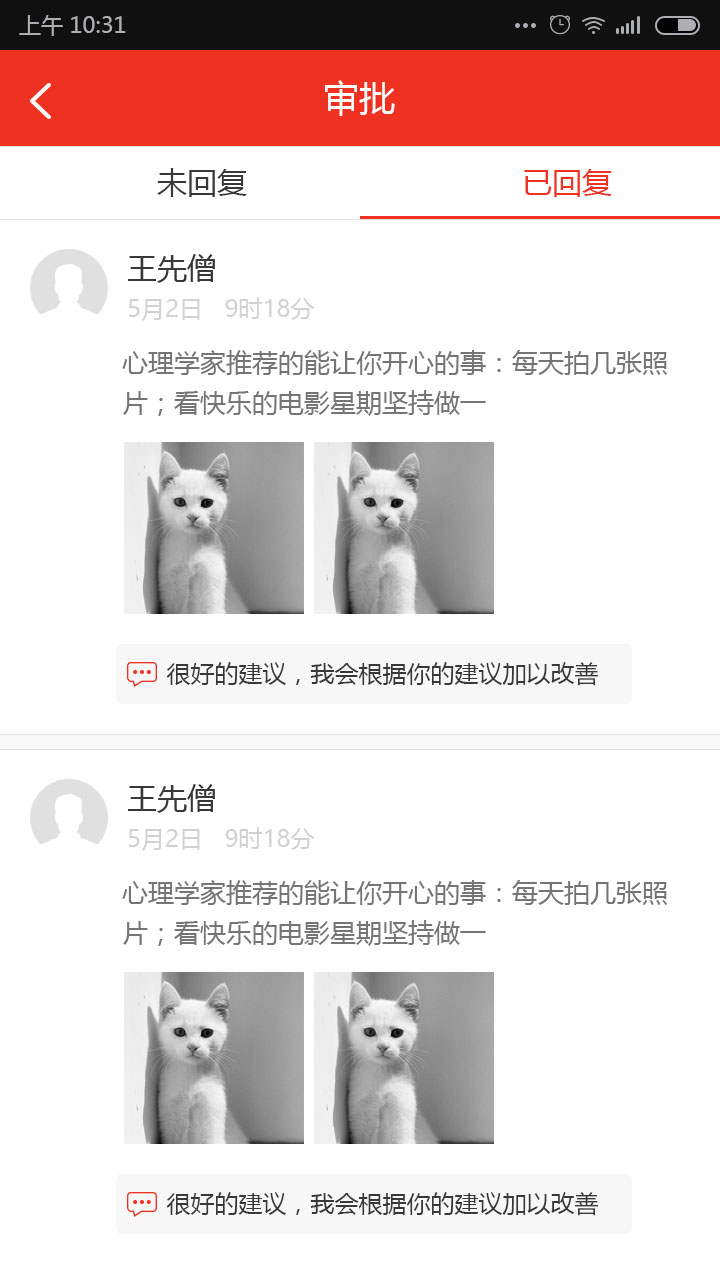 上午 10:31
审批
未回复
已回复
王先僧
5月2日 9时18分
心理学家推荐的能让你开心的事：每天拍几张照
片；看快乐的电影星期坚持做一
很好的建议，我会根据你的建议加以改善
王先僧
5月2日 9时18分
心理学家推荐的能让你开心的事：每天拍几张照
片；看快乐的电影星期坚持做一
很好的建议，我会根据你的建议加以改善